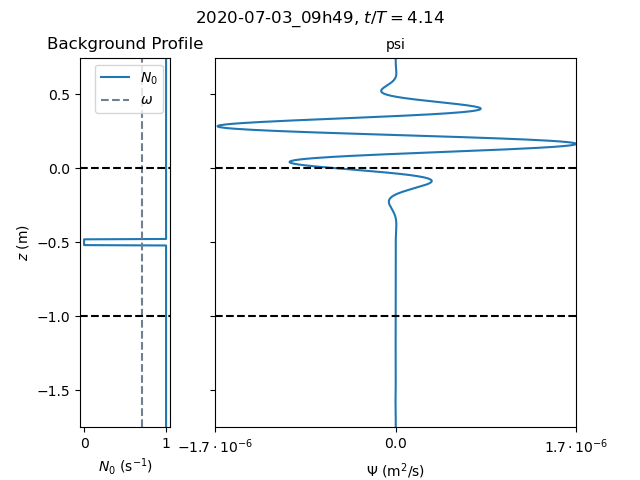 2020-07-03_09h49, t/T = 4.14
Background Profile
psi
N₀
ω
0.5
0.0
−0.5
−1.0
−1.5
z (m)
0
1
N₀ (s⁻¹)
−1.7 · 10⁻⁶
0.0
1.7 · 10⁻⁶
Ψ (m²/s)